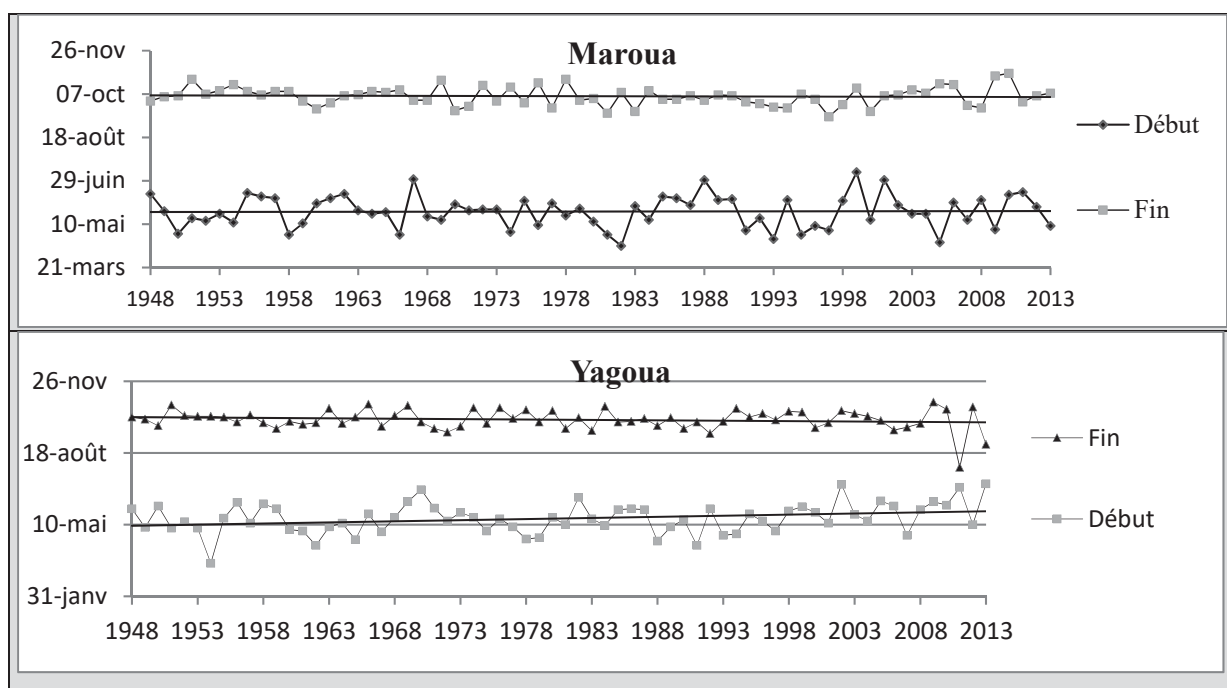 Maroua
26-nov
07-oct
18-août
29-juin
10-mai
21-mars
1948 1953 1958 1963 1968 1973 1978 1983 1988 1993 1998 2003 2008 2013
Début
Fin
Yagoua
26-nov
18-août
10-mai
31-janv
1948 1953 1958 1963 1968 1973 1978 1983 1988 1993 1998 2003 2008 2013
Fin
Début